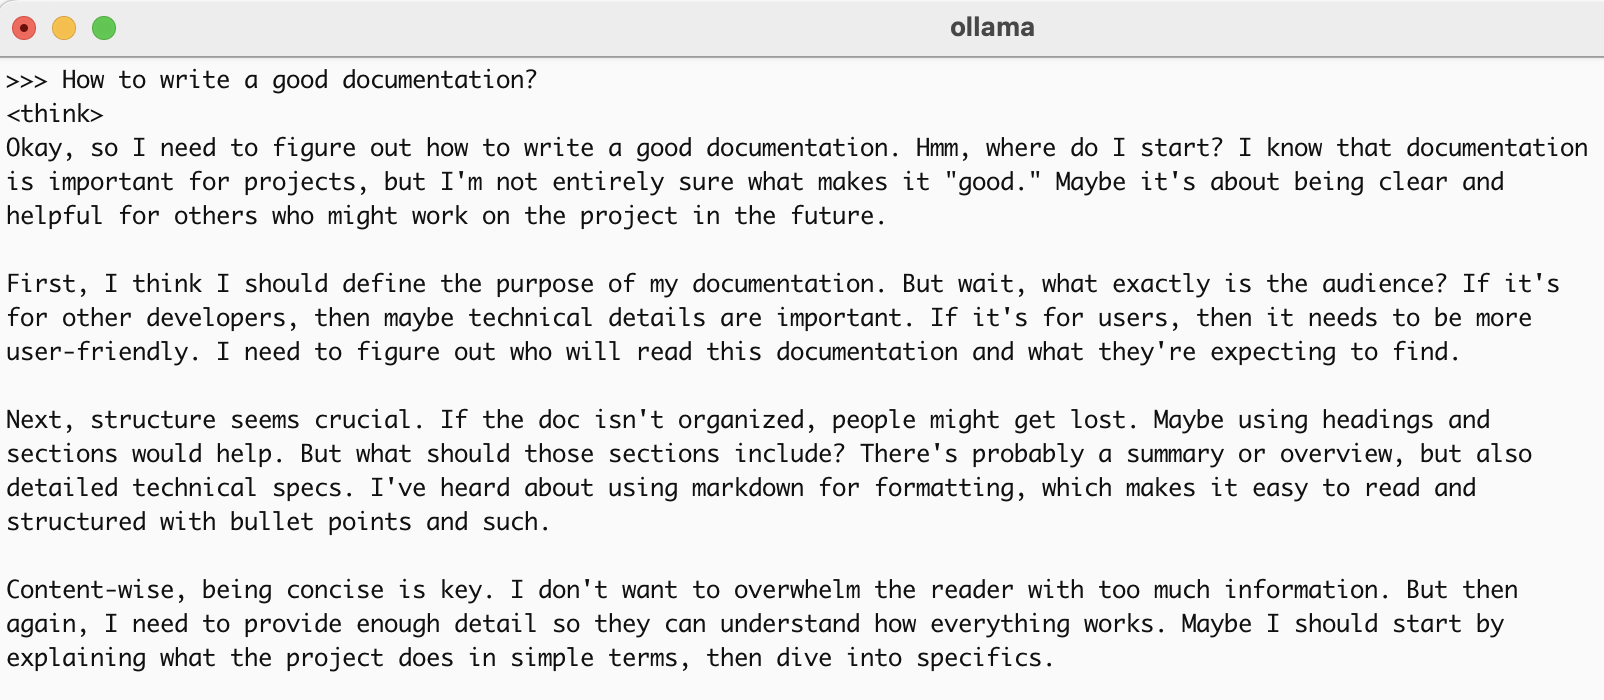 ollama
>>> How to write a good documentation?
<think>
Okay, so I need to figure out how to write a good documentation. Hmm, where do I start? I know that documentation
is important for projects, but I'm not entirely sure what makes it "good." Maybe it's about being clear and
helpful for others who might work on the project in the future.
First, I think I should define the purpose of my documentation. But wait, what exactly is the audience? If it's
for other developers, then maybe technical details are important. If it's for users, then it needs to be more
user-friendly. I need to figure out who will read this documentation and what they're expecting to find.
Next, structure seems crucial. If the doc isn't organized, people might get lost. Maybe using headings and
sections would help. But what should those sections include? There's probably a summary or overview, but also
detailed technical specs. I've heard about using markdown for formatting, which makes it easy to read and
structured with bullet points and such.
Content-wise, being concise is key. I don't want to overwhelm the reader with too much information. But then
again, I need to provide enough detail so they can understand how everything works. Maybe I should start by
explaining what the project does in simple terms, then dive into specifics.